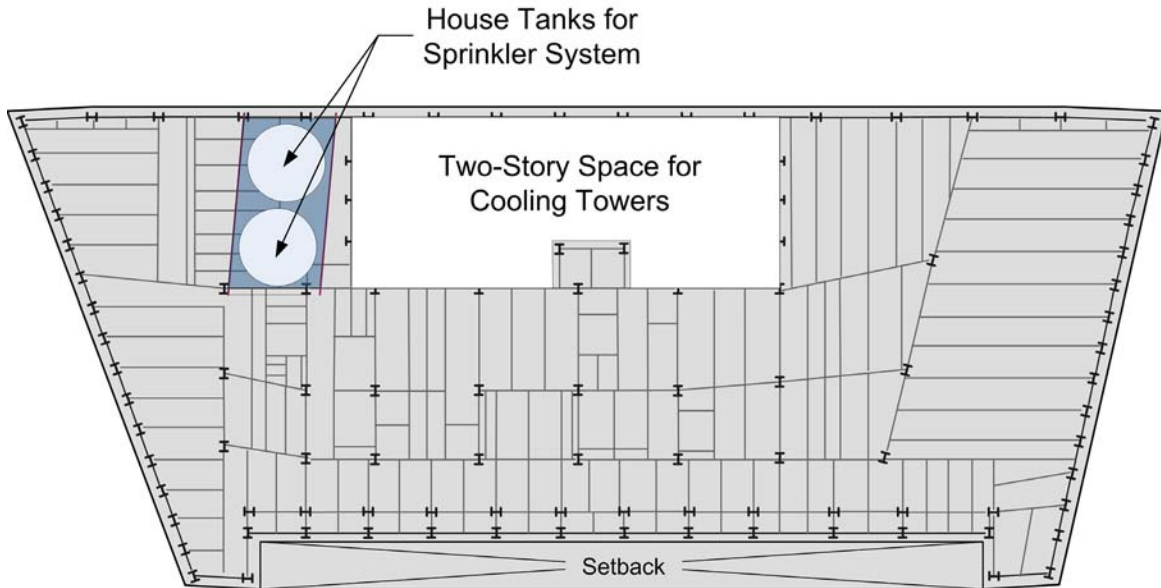 House Tanks for
Sprinkler System
Two-Story Space for
Cooling Towers
Setback